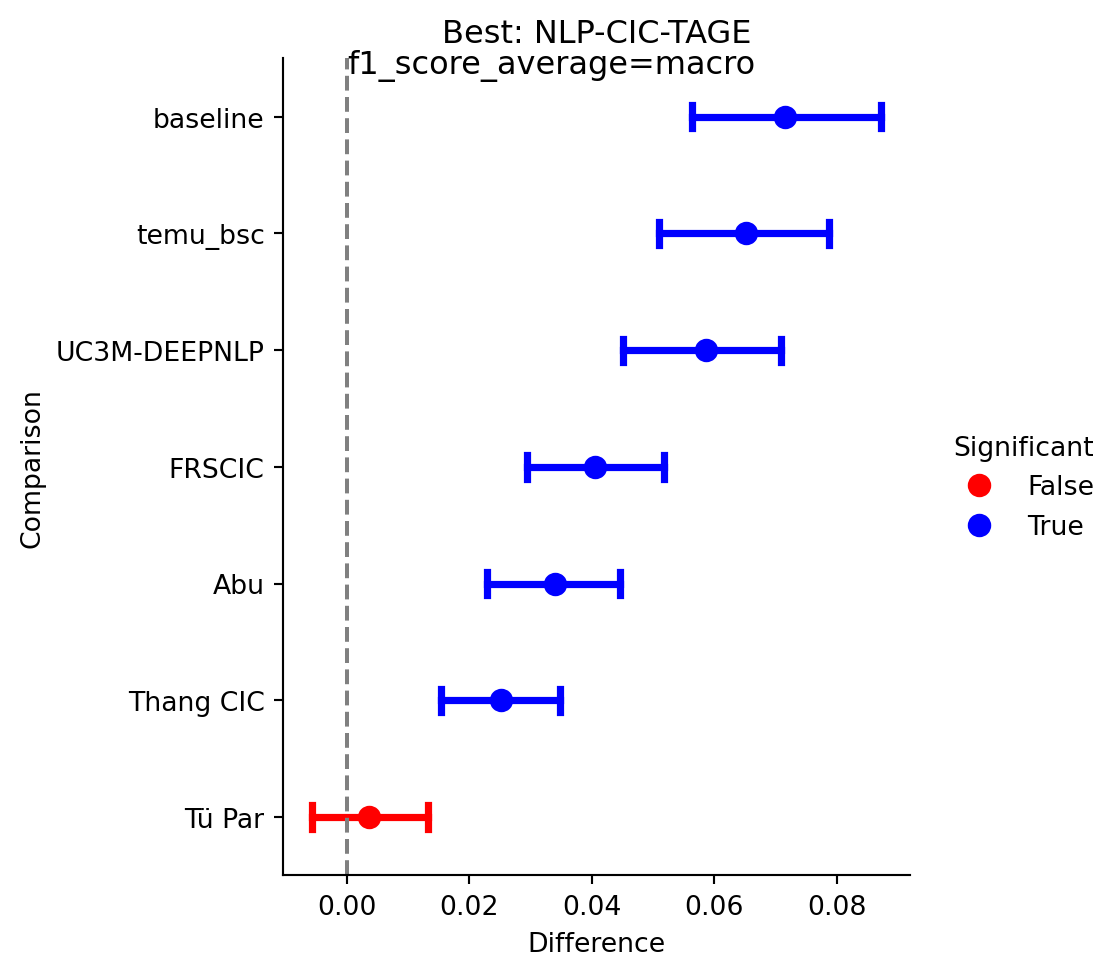 Best: NLP-CIC-TAGE
f1_score_average=macro
baseline
temu_bsc
UC3M-DEEPNLP
FRSCIC
Abu
Thang CIC
Tü Par
Comparison
0.00 0.02 0.04 0.06 0.08
Difference
Significant
False
True